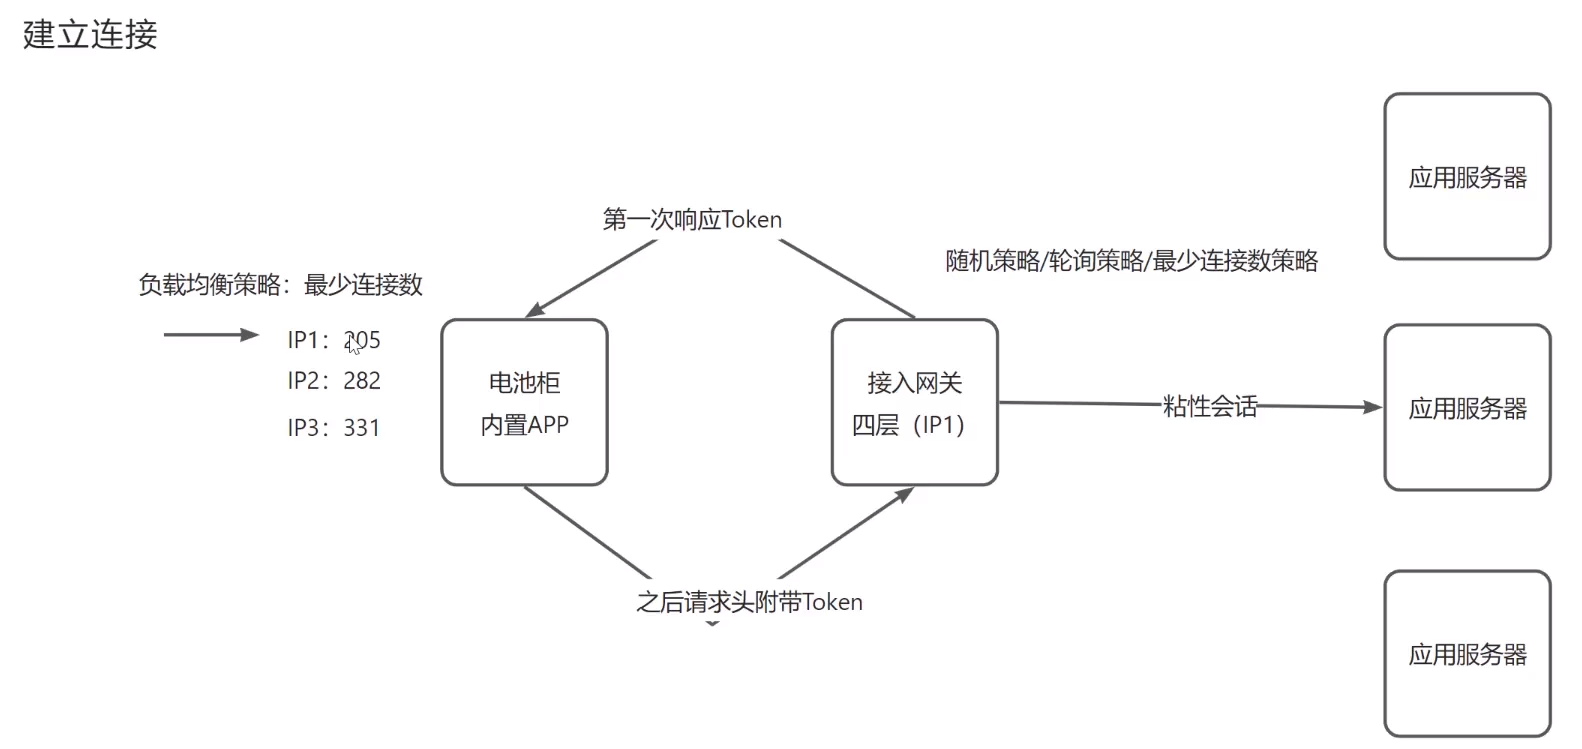 建立连接
应用服务器
第一次响应Token
随机策略/轮询策略/最少连接数策略
负载均衡策略：最少连接数
IP1：205
IP2：282
IP3：331
电池柜
内置APP
接入网关
四层（IP1）
粘性会话
应用服务器
之后请求头附带Token
应用服务器